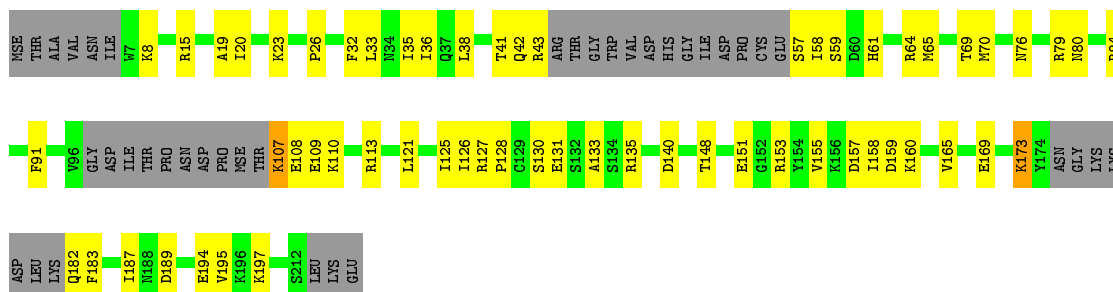 MSE THR ALA VAL ASN ILE W7 K8 R15 A19 I20 K23 P26 F32 L33 N34 I35 I36 Q37 L38 T41 Q42 R43 ARG THR GLY TRP VAL ASP HIS GLY ILE ASP PRO CYS GLU S57 I58 S59 D60 H61 R64 M65 T69 M70 N76 R79 N80
F91 V96 GLY ASP ILE THR PRO ASN ASP PRO MSE THR K107 E108 E109 K110 R113 L121 I125 I126 R127 P128 C129 S130 E131 S132 A133 S134 R135 D140 T148 E151 G152 R153 Y154 V155 K156 D157 I158 D159 K160 V165 E169 K173 Y174 ASN GLY LYS
ASP LEU LYS Q182 F183 I187 N188 D189 E194 V195 K196 K197 S212 LEU LYS GLU